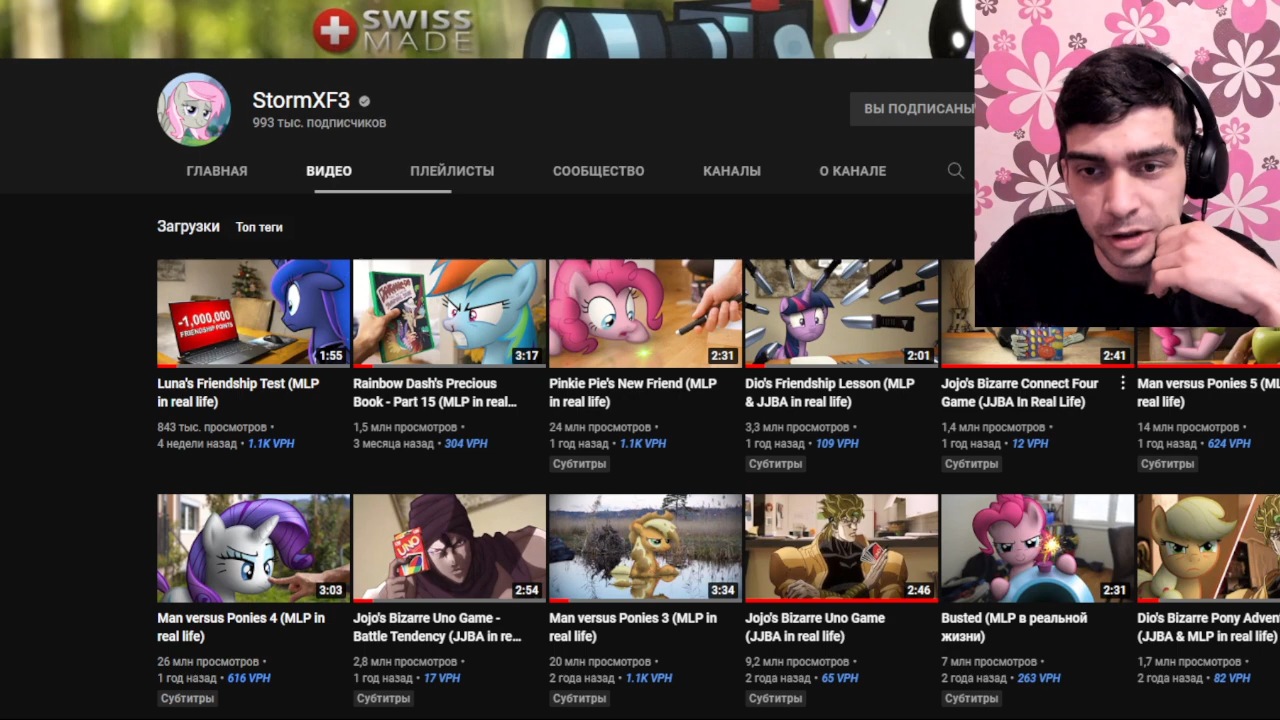 SWISS
MADE
StormXF3
993 тыс. подписчиков
ВЫ ПОДПИСАНЫ
ГЛАВНАЯ
ВИДЕО
ПЛЕЙЛИСТЫ
СООБЩЕСТВО
КАНАЛЫ
О КАНАЛЕ
Загрузки
Топ теги
-1,000,000
FRIENDSHIP POINTS
1:55
3:17
2:31
2:01
2:41
Luna's Friendship Test (MLP
in real life)
843 тыс. просмотров •
4 недели назад • 1.1K VPH
Rainbow Dash's Precious
Book - Part 15 (MLP in real...
1,5 млн просмотров •
3 месяца назад • 304 VPH
Pinkie Pie's New Friend (MLP
in real life)
24 млн просмотров •
1 год назад • 1.1K VPH
Субтитры
Dio's Friendship Lesson (MLP
& JJBA in real life)
3,3 млн просмотров •
1 год назад • 109 VPH
Субтитры
Jojo's Bizarre Connect Four
Game (JJBA In Real Life)
1,4 млн просмотров •
1 год назад • 12 VPH
Субтитры
Man versus Ponies 5 (ML
real life)
14 млн просмотров •
1 год назад • 624 VPH
Субтитры
UNO
3:03
2:54
3:34
2:46
2:31
Man versus Ponies 4 (MLP in
real life)
26 млн просмотров •
1 год назад • 616 VPH
Субтитры
Jojo's Bizarre Uno Game -
Battle Tendency (JJBA in re...
2,8 млн просмотров •
1 год назад • 17 VPH
Субтитры
Man versus Ponies 3 (MLP in
real life)
20 млн просмотров •
2 года назад • 1.1K VPH
Субтитры
Jojo's Bizarre Uno Game
(JJBA in real life)
9,2 млн просмотров •
2 года назад • 65 VPH
Субтитры
Busted (MLP в реальной
жизни)
7 млн просмотров •
2 года назад • 263 VPH
Субтитры
Dio's Bizarre Pony Adven
(JJBA & MLP in real life)
1,7 млн просмотров •
2 года назад • 82 VPH